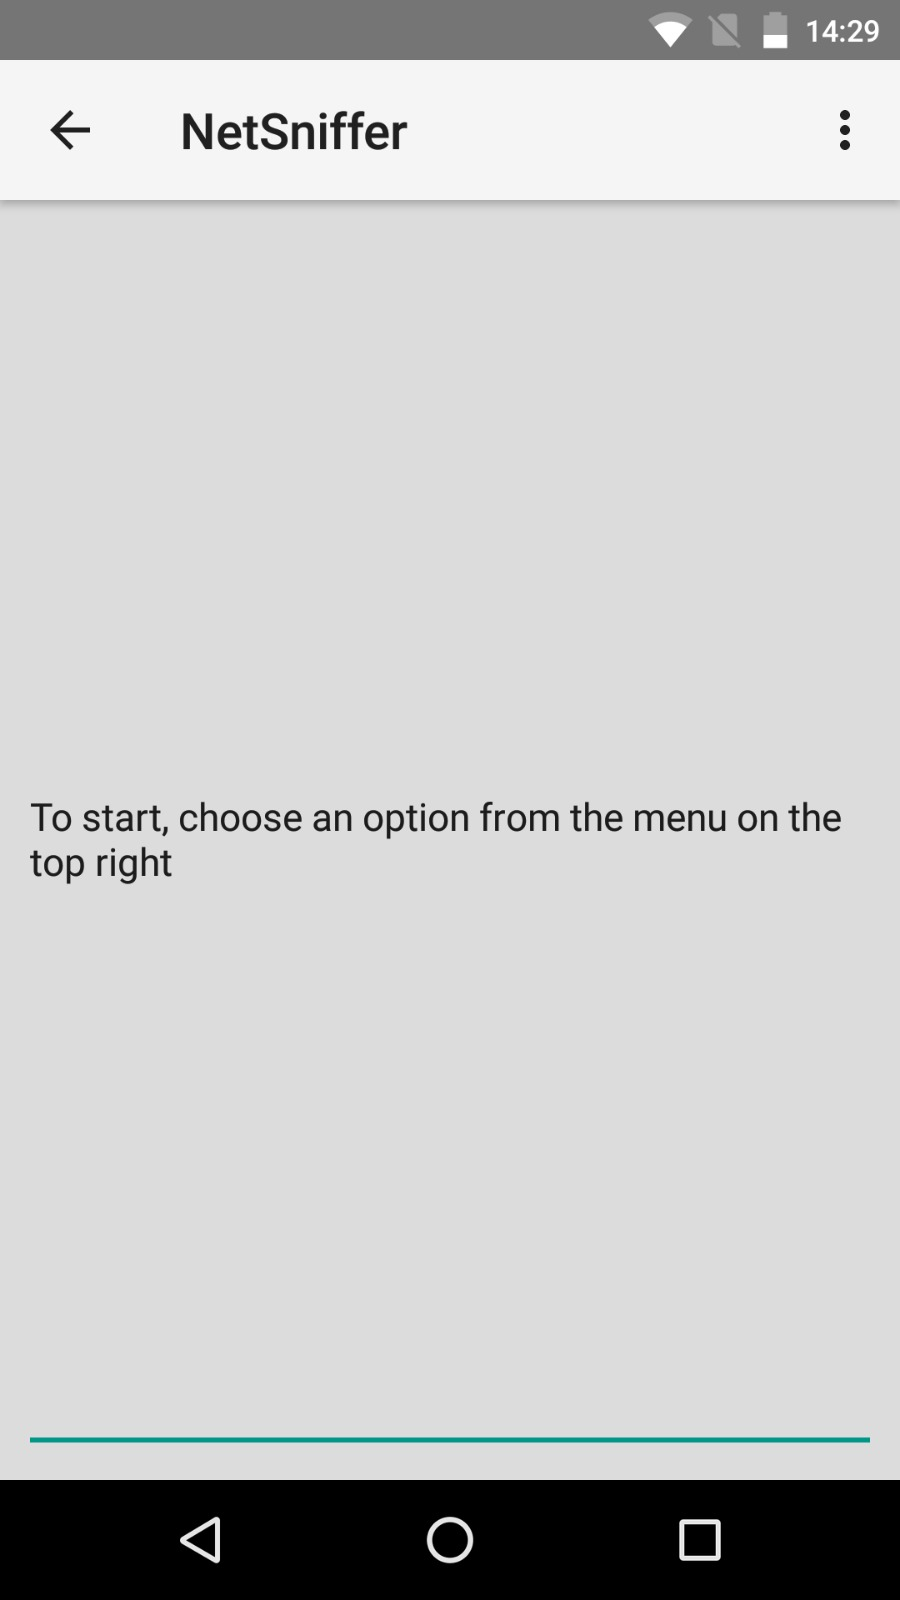 14:29
NetSniffer
To start, choose an option from the menu on the
top right